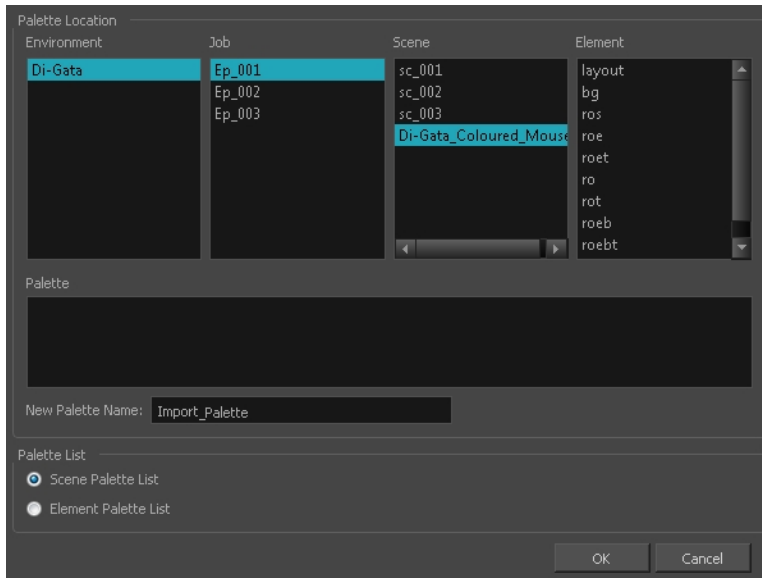 Palette Location
Environment Job Scene Element
Di-Gata Ep_001 sc_001 layout
Ep_002 sc_002 bg
Ep_003 sc_003 ros
Di-Gata_Coloured_Mouse roe
roet
ro
rot
roeb
roebt
Palette
New Palette Name: Import_Palette
Palette List
Scene Palette List
Element Palette List
OK Cancel